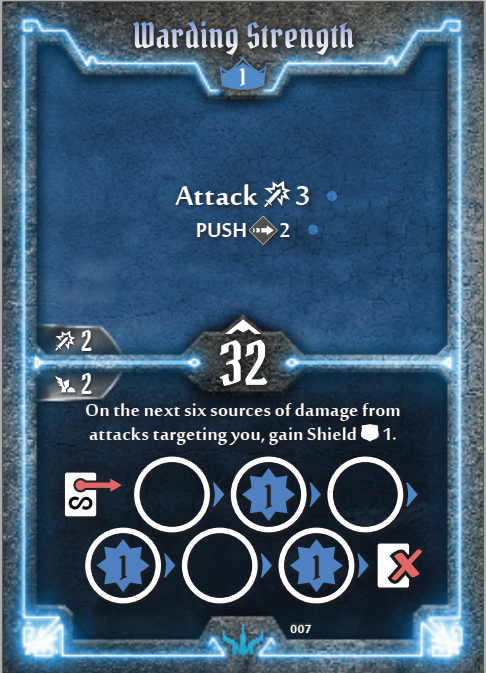 Warding Strength
1
Attack 3
PUSH 2
2
32
2
On the next six sources of damage from
attacks targeting you, gain Shield 1.
1
1 1
007